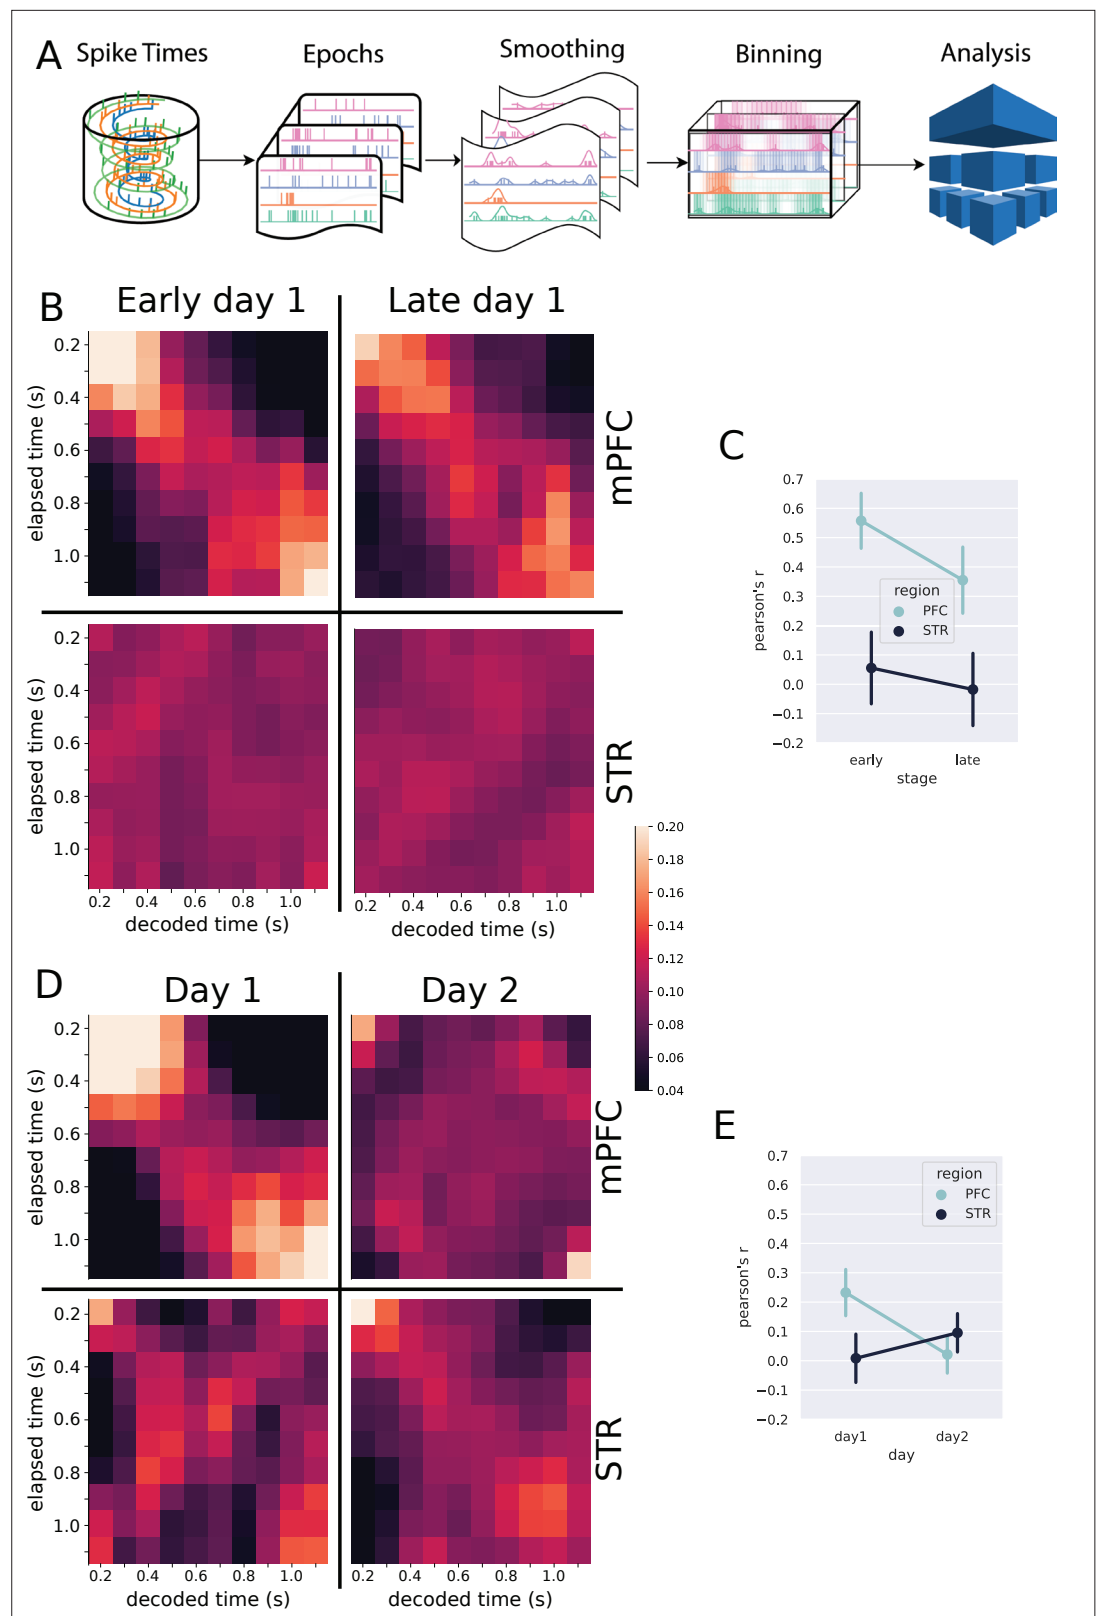 A
Spike Times
Epochs
Smoothing
Binning
Analysis
B
Early day 1
Late day 1
elapsed time (s)
0.2
0.4
0.6
0.8
1.0
mPFC
elapsed time (s)
0.2
0.4
0.6
0.8
1.0
STR
0.2 0.4 0.6 0.8 1.0
decoded time (s)
0.2 0.4 0.6 0.8 1.0
decoded time (s)
0.20
0.18
0.16
0.14
0.12
0.10
0.08
0.06
0.04
C
pearson's r
0.7
0.6
0.5
0.4
0.3
0.2
0.1
0.0
−0.1
−0.2
region
PFC
STR
early late
stage
D
Day 1
Day 2
elapsed time (s)
0.2
0.4
0.6
0.8
1.0
mPFC
elapsed time (s)
0.2
0.4
0.6
0.8
1.0
STR
0.2 0.4 0.6 0.8 1.0
decoded time (s)
0.2 0.4 0.6 0.8 1.0
decoded time (s)
E
pearson's r
0.7
0.6
0.5
0.4
0.3
0.2
0.1
0.0
−0.1
−0.2
region
PFC
STR
day1 day2
day